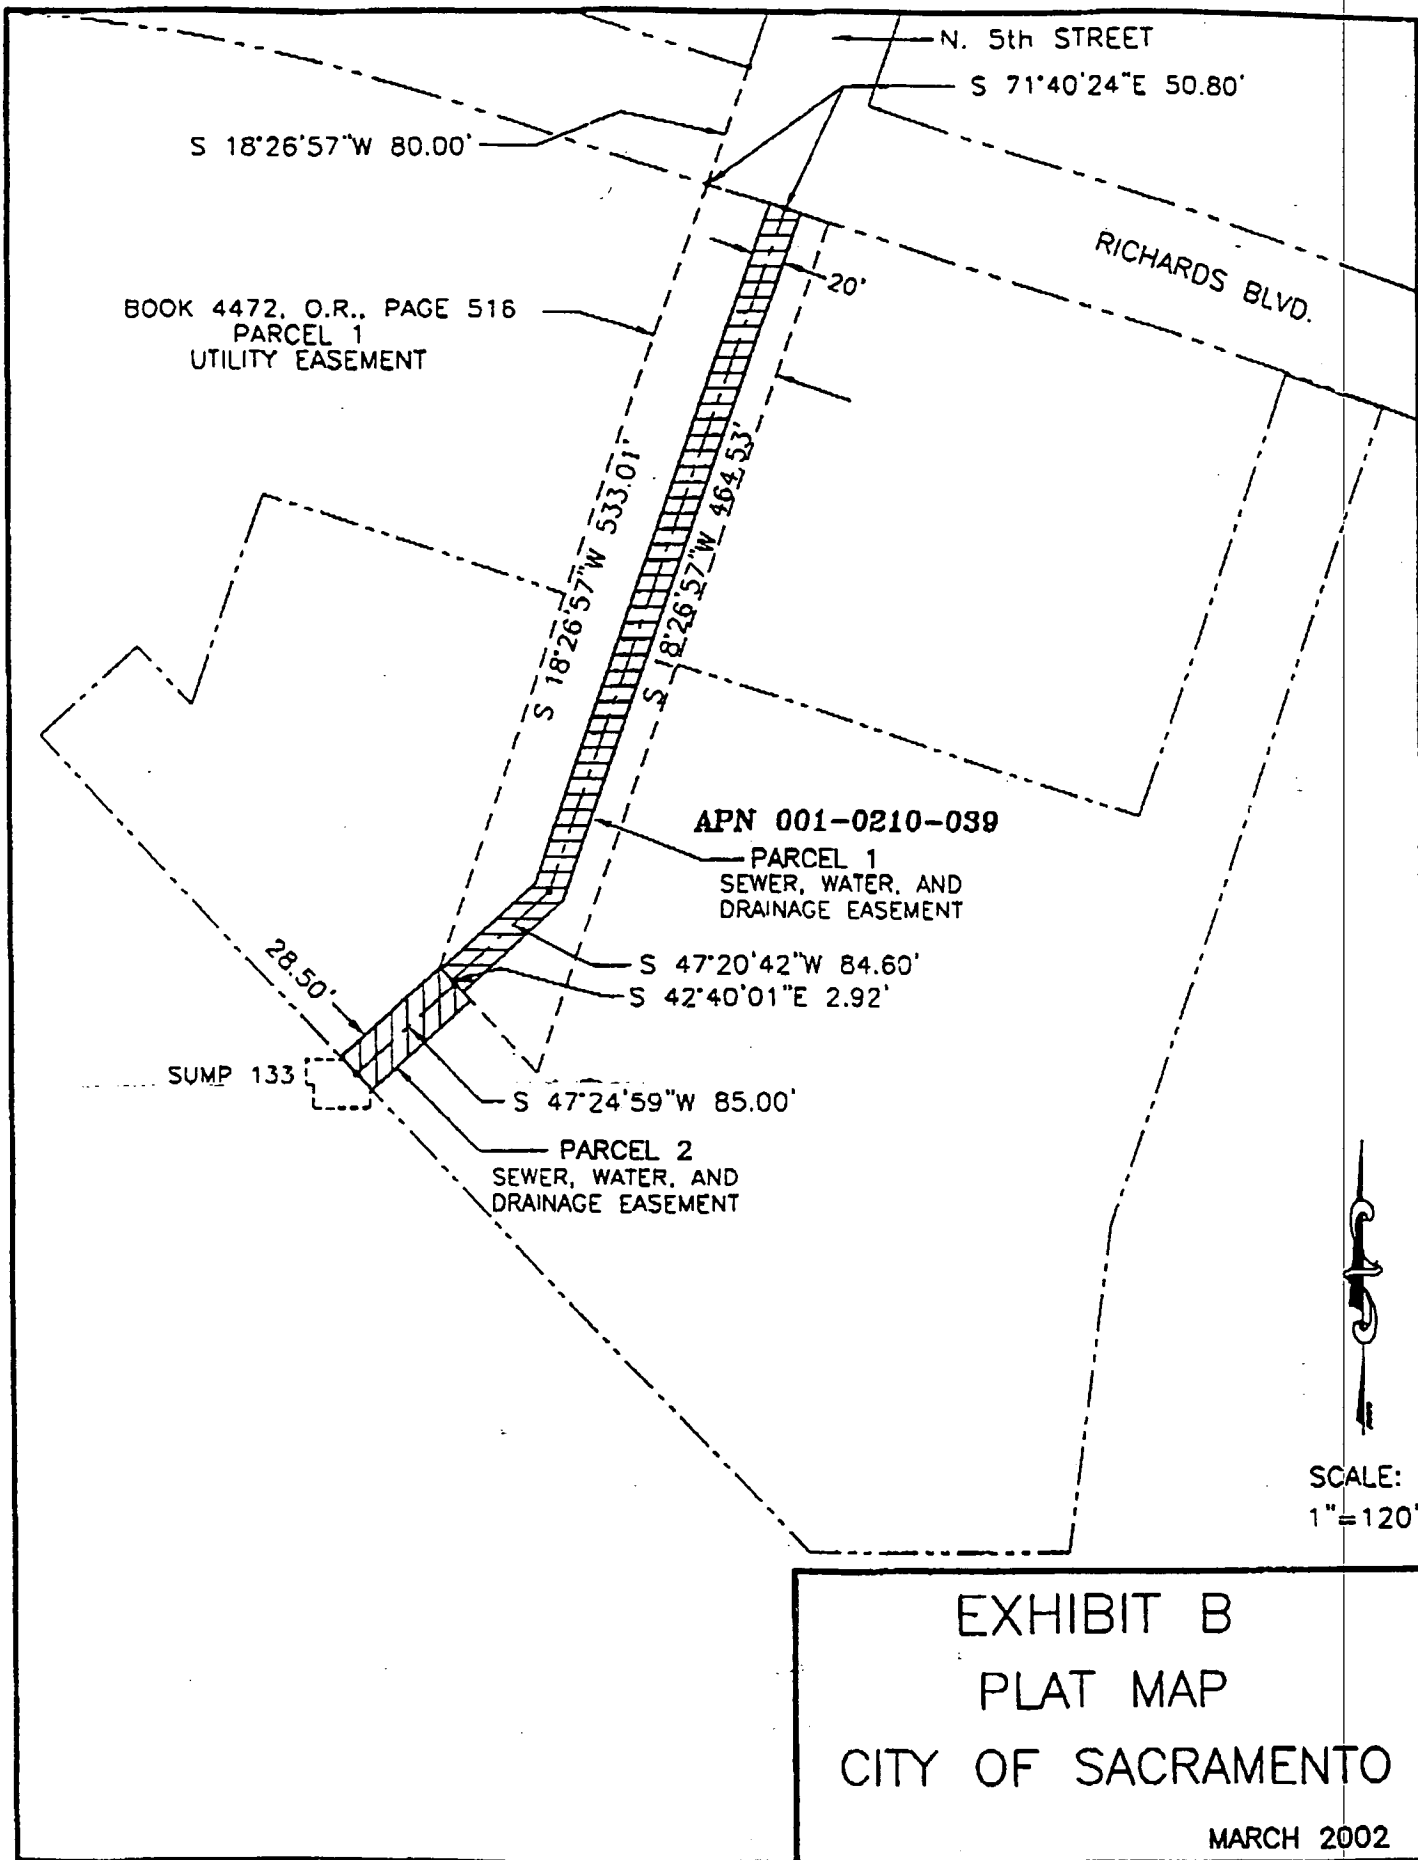 N. 5th STREET
S 71°40'24"E 50.80'
S 18°26'57"W 80.00'
RICHARDS BLVD.
20'
BOOK 4472, O.R., PAGE 516
PARCEL 1
UTILITY EASEMENT
S 18°26'57"W 533.01'
S 18°26'57"W 464.53'
APN 001-0210-039
PARCEL 1
SEWER, WATER, AND
DRAINAGE EASEMENT
28.50'
S 47°20'42"W 84.60'
S 42°40'01"E 2.92'
SUMP 133
S 47°24'59"W 85.00'
PARCEL 2
SEWER, WATER, AND
DRAINAGE EASEMENT
SCALE:
1"=120'
EXHIBIT B
PLAT MAP
CITY OF SACRAMENTO
MARCH 2002